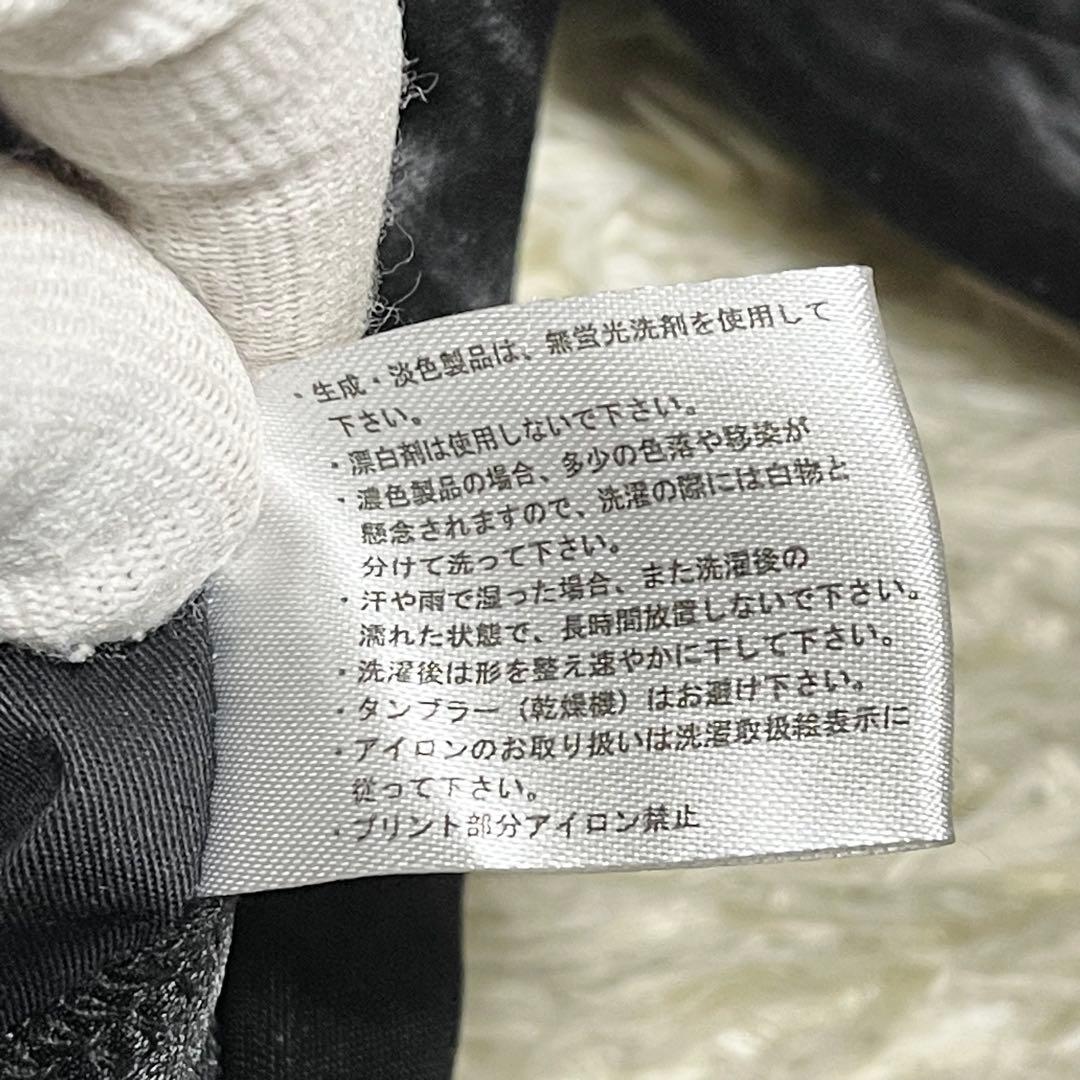 ・生成・淡色製品は、無蛍光洗剤を使用して
下さい。
・漂白剤は使用しないで下さい。
・濃色製品の場合、多少の色落や移染が
懸念されますので、洗濯の際には白物と
分けて洗って下さい。
・汗や雨で湿った場合、また洗濯後の
濡れた状態で、長時間放置しないで下さい。
・洗濯後は形を整え速やかに干して下さい。
・タンブラー（乾燥機）はお避け下さい。
・アイロンのお取り扱いは洗濯取扱絵表示に
従って下さい。
・プリント部分アイロン禁止